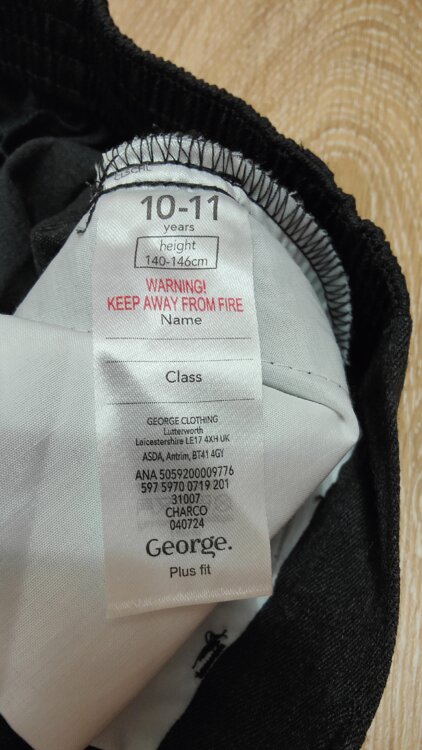 10-11
years
height
140-146cm
WARNING!
KEEP AWAY FROM FIRE
Name
Class
GEORGE CLOTHING
Lutterworth
Leicestershire LE17 4XH UK
ASDA, Antrim, BT41 4GY
ANA 5059200009776
597 5970 0719 201
31007
CHARCO
040724
George.
Plus fit